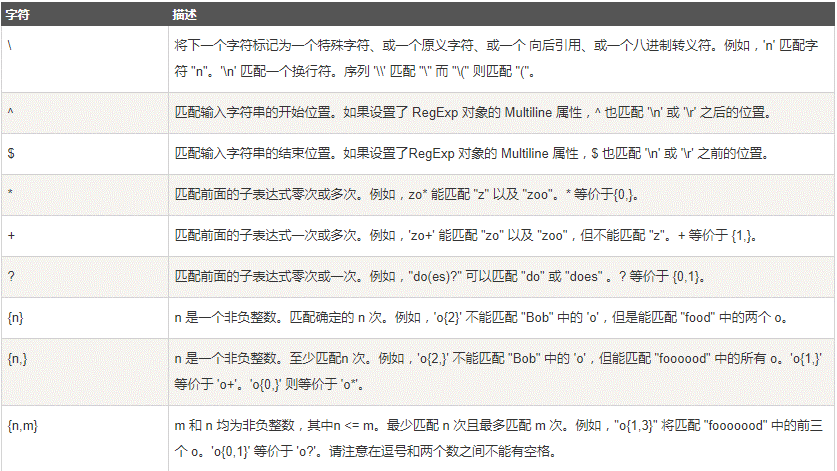 字符 描述
\ 将下一个字符标记为一个特殊字符、或一个原义字符、或一个 向后引用、或一个八进制转义符。例如，'n' 匹配字
符 "n"。'\n' 匹配一个换行符。序列 '\\' 匹配 "\" 而 "\(" 则匹配 "("。
^ 匹配输入字符串的开始位置。如果设置了 RegExp 对象的 Multiline 属性，^ 也匹配 '\n' 或 '\r' 之后的位置。
$ 匹配输入字符串的结束位置。如果设置了RegExp 对象的 Multiline 属性，$ 也匹配 '\n' 或 '\r' 之前的位置。
* 匹配前面的子表达式零次或多次。例如，zo* 能匹配 "z" 以及 "zoo"。* 等价于{0,}。
+ 匹配前面的子表达式一次或多次。例如，'zo+' 能匹配 "zo" 以及 "zoo"，但不能匹配 "z"。+ 等价于 {1,}。
? 匹配前面的子表达式零次或一次。例如，"do(es)?" 可以匹配 "do" 或 "does" 。? 等价于 {0,1}。
{n} n 是一个非负整数。匹配确定的 n 次。例如，'o{2}' 不能匹配 "Bob" 中的 'o'，但是能匹配 "food" 中的两个 o。
{n,} n 是一个非负整数。至少匹配n 次。例如，'o{2,}' 不能匹配 "Bob" 中的 'o'，但能匹配 "foooood" 中的所有 o。'o{1,}'
等价于 'o+'。'o{0,}' 则等价于 'o*'。
{n,m} m 和 n 均为非负整数，其中n <= m。最少匹配 n 次且最多匹配 m 次。例如，"o{1,3}" 将匹配 "fooooood" 中的前三
个 o。'o{0,1}' 等价于 'o?'。请注意在逗号和两个数之间不能有空格。